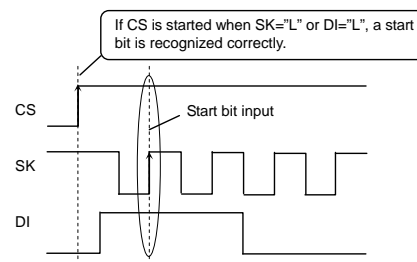 If CS is started when SK="L" or DI="L", a start
bit is recognized correctly.
CS
Start bit input
SK
DI